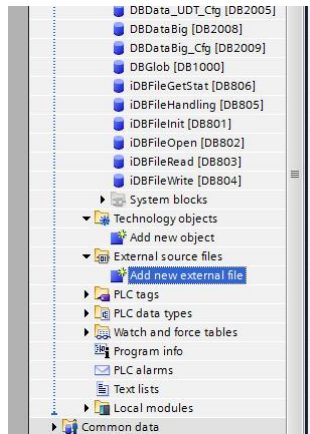 DBData_UDT_Cfg [DB2005]
DBDataBig [DB2008]
DBDataBig_Cfg [DB2009]
DBGlob [DB1000]
iDBFileGetStat [DB806]
iDBFileHandling [DB805]
iDBFileInit [DB801]
iDBFileOpen [DB802]
iDBFileRead [DB803]
iDBFileWrite [DB804]
System blocks
Technology objects
Add new object
External source files
Add new external file
PLC tags
PLC data types
Watch and force tables
Program info
PLC alarms
Text lists
Local modules
Common data